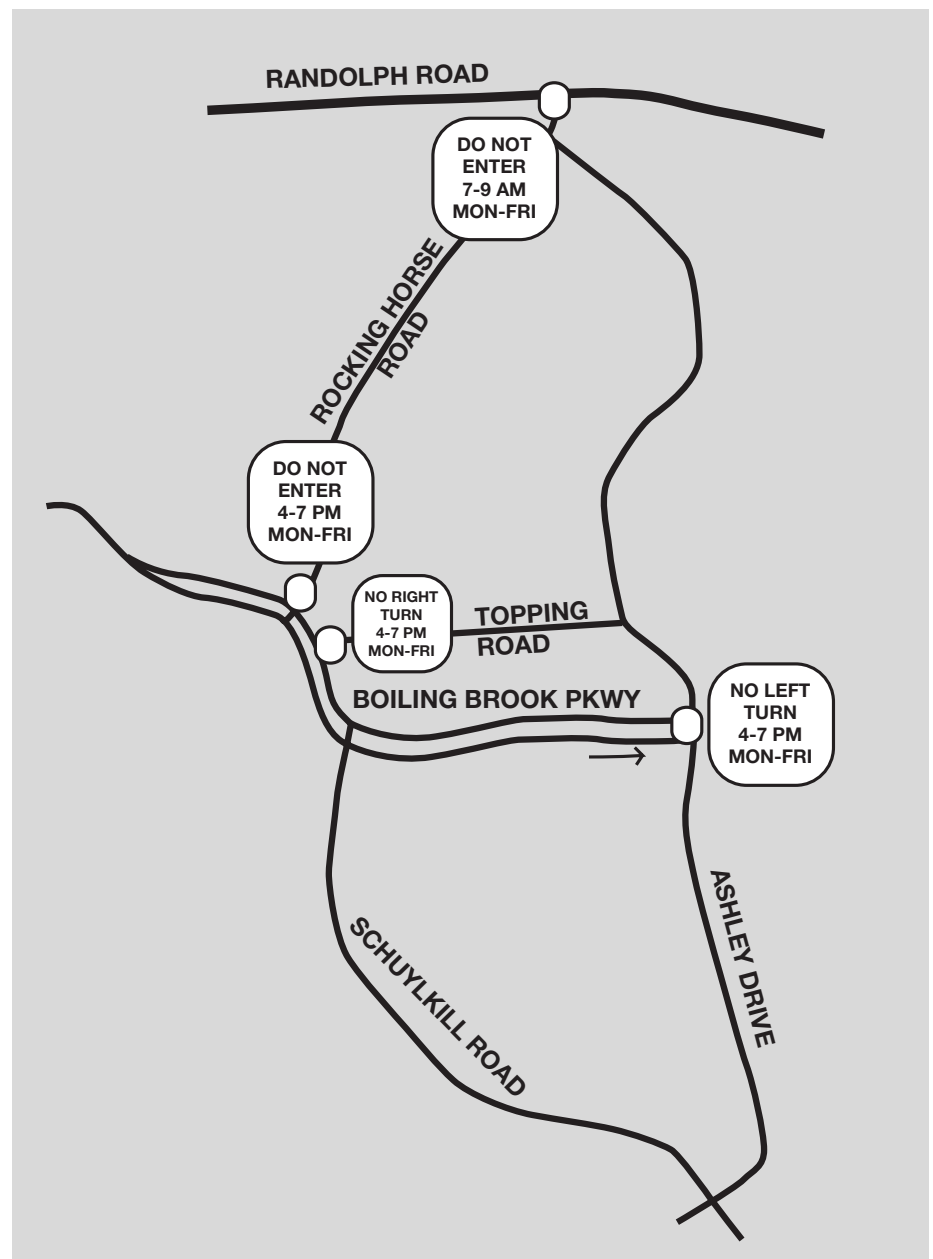 RANDOLPH ROAD
DO NOT
ENTER
7-9 AM
MON-FRI
ROCKING HORSE
ROAD
DO NOT
ENTER
4-7 PM
MON-FRI
NO RIGHT
TURN
4-7 PM
MON-FRI
TOPPING
ROAD
BOILING BROOK PKWY
NO LEFT
TURN
4-7 PM
MON-FRI
ASHLEY DRIVE
SCHUYLKILL ROAD